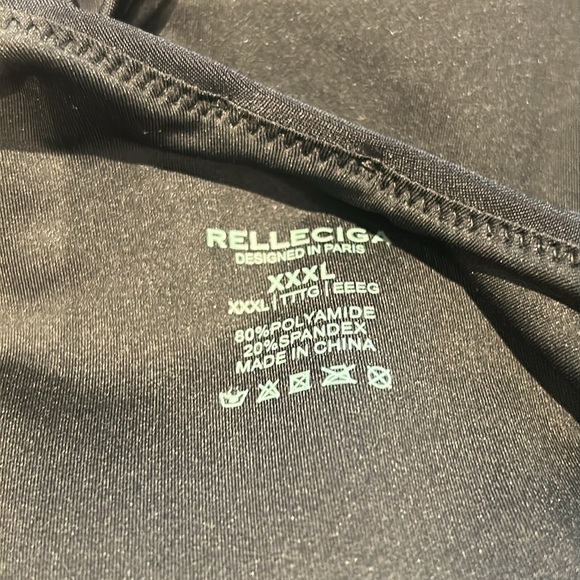 RELLECIGA
DESIGNED IN PARIS
XXXL
XXXL | TTTG | EEEG
80%POLYAMIDE
20%SPANDEX
MADE IN CHINA